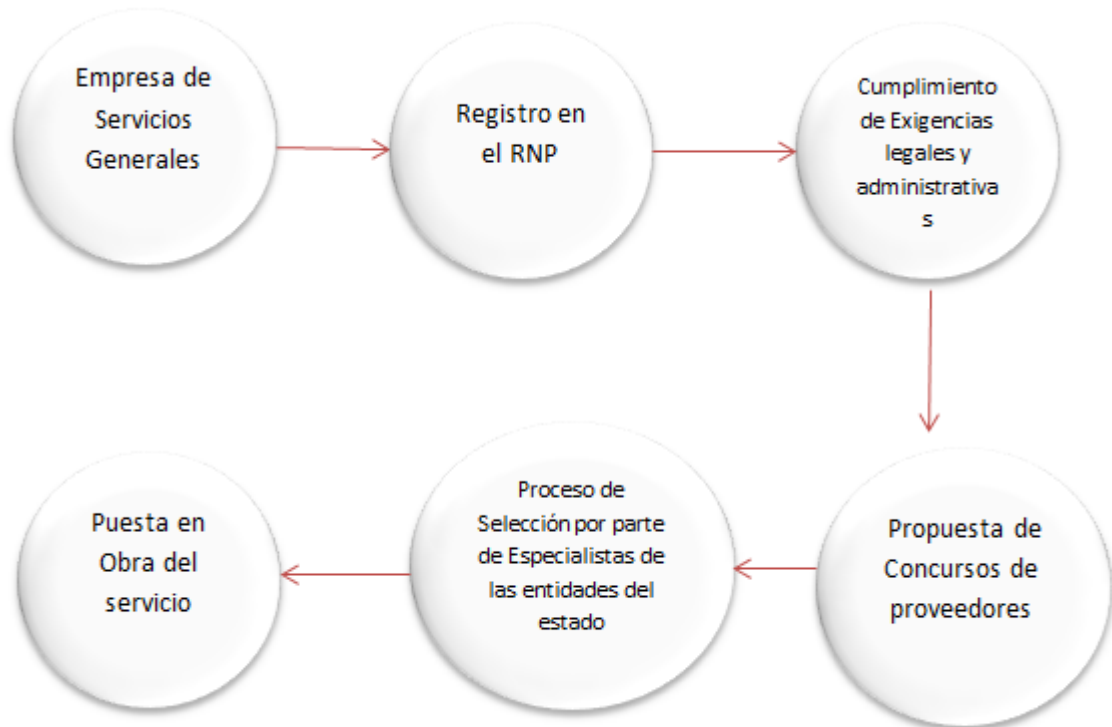 Empresa de
Servicios
Generales
Registro en
el RNP
Cumplimiento
de Exigencias
legales y
administrativa
s
Propuesta de
Concursos de
proveedores
Proceso de
Selección por parte
de Especialistas de
las entidades del
estado
Puesta en
Obra del
servicio